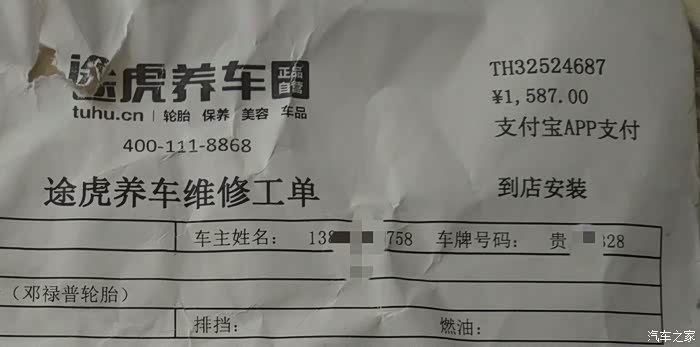 途虎养车 正品自营
tuhu.cn 轮胎 保养 美容 车品
400-111-8868
TH32524687
¥1,587.00
支付宝APP支付
途虎养车维修工单
到店安装
车主姓名: 138 758 车牌号码: 贵 328
(邓禄普轮胎)
排挡: 燃油:
汽车之家